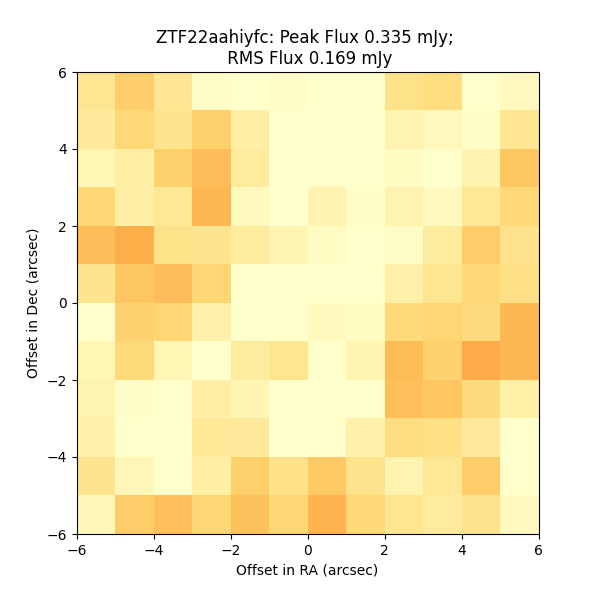 ZTF22aahiyfc: Peak Flux 0.335 mJy;
RMS Flux 0.169 mJy
6
4
2
0
−2
−4
−6
Offset in Dec (arcsec)
−6 −4 −2 0 2 4 6
Offset in RA (arcsec)